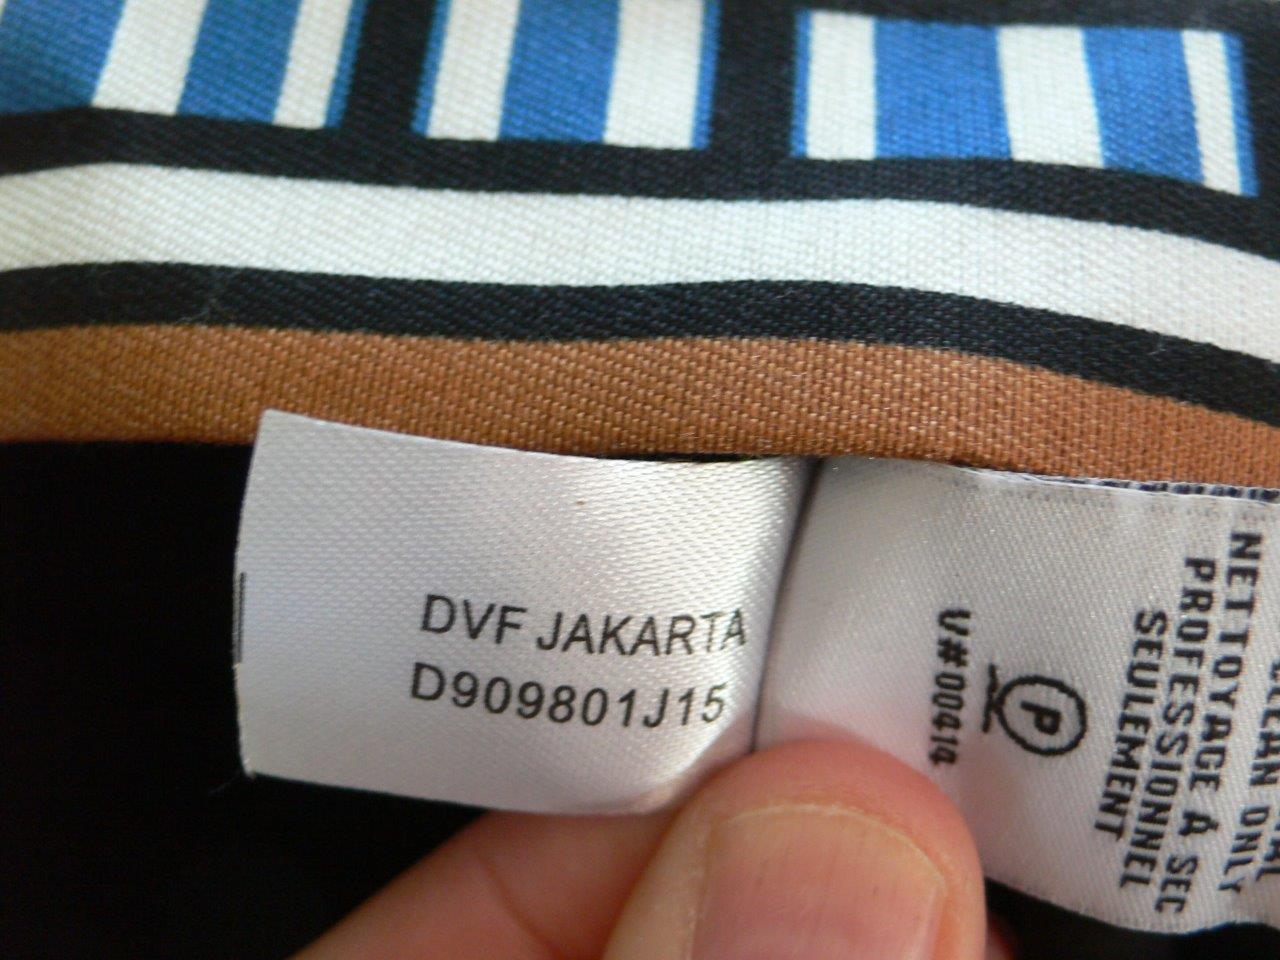 DVF JAKARTA
D909801J15
CLEAN ONLY
NETTOYAGE À SEC
PROFESSIONNEL
SEULEMENT
P
V#00414